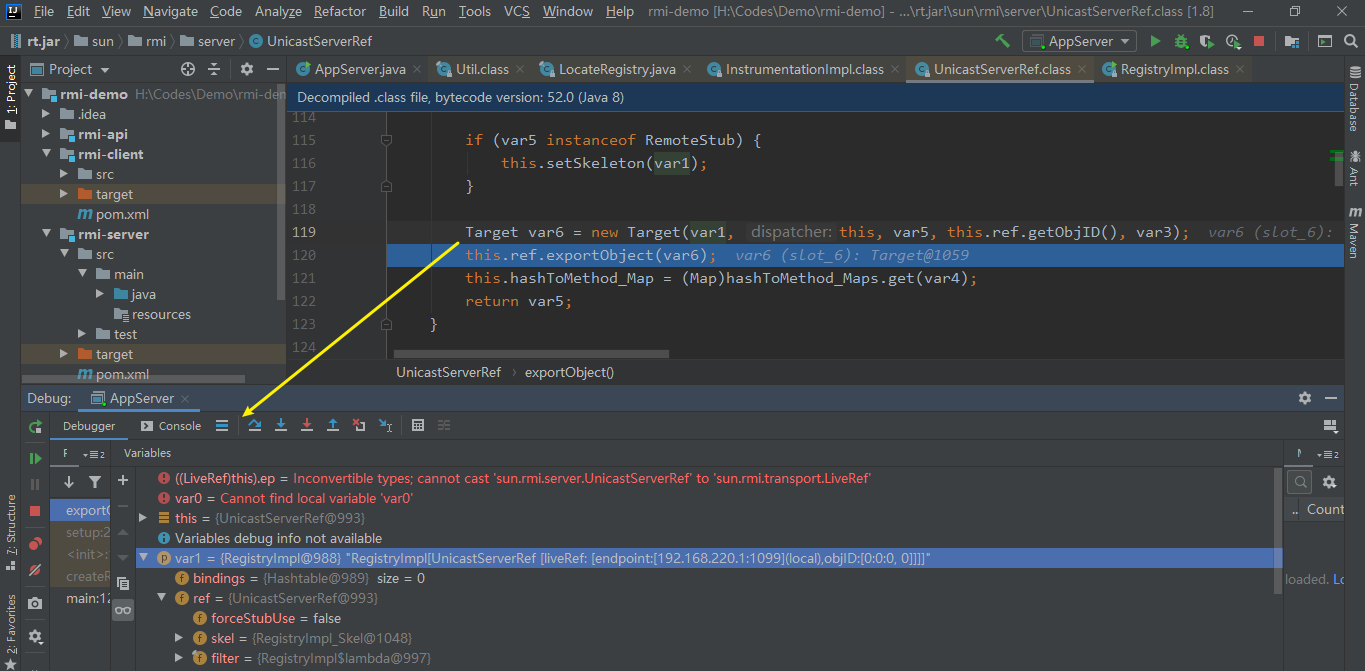 File Edit View Navigate Code Analyze Refactor Build Run Tools VCS Window Help rmi-demo [H:\Codes\Demo\rmi-demo] - ...\rt.jar!\sun\rmi\server\UnicastServerRef.class [1.8]
rt.jar sun rmi server UnicastServerRef AppServer
Project AppServer.java Util.class LocateRegistry.java InstrumentationImpl.class UnicastServerRef.class RegistryImpl.class
1: Project
Database
Ant
Maven
rmi-demo H:\Codes\Demo\rmi-den
.idea
rmi-api
rmi-client
src
target
pom.xml
rmi-server
src
main
java
resources
test
target
pom.xml
Decompiled .class file, bytecode version: 52.0 (Java 8)
114
115 if (var5 instanceof RemoteStub) {
116 this.setSkeleton(var1);
117 }
118
119 Target var6 = new Target(var1, dispatcher: this, var5, this.ref.getObjID(), var3); var6 (slot_6):
120 this.ref.exportObject(var6); var6 (slot_6): Target@1059
121 this.hashToMethod_Map = (Map)hashToMethod_Maps.get(var4);
122 return var5;
123 }
124
UnicastServerRef › exportObject()
Debug: AppServer
Debugger Console
F 2 Variables 2
((LiveRef)this).ep = Inconvertible types; cannot cast 'sun.rmi.server.UnicastServerRef' to 'sun.rmi.transport.LiveRef'
var0 = Cannot find local variable 'var0'
this = {UnicastServerRef@993}
Variables debug info not available
var1 = {RegistryImpl@988} "RegistryImpl[UnicastServerRef [liveRef: [endpoint:[192.168.220.1:1099](local),objID:[0:0:0, 0]]]]"
bindings = {Hashtable@989} size = 0
ref = {UnicastServerRef@993}
forceStubUse = false
skel = {RegistryImpl_Skel@1048}
filter = {RegistryImpl$lambda@997}
export
setup:2
<init>:
createR
main:12
.. Count
loaded. Lo
7: Structure
2: Favorites